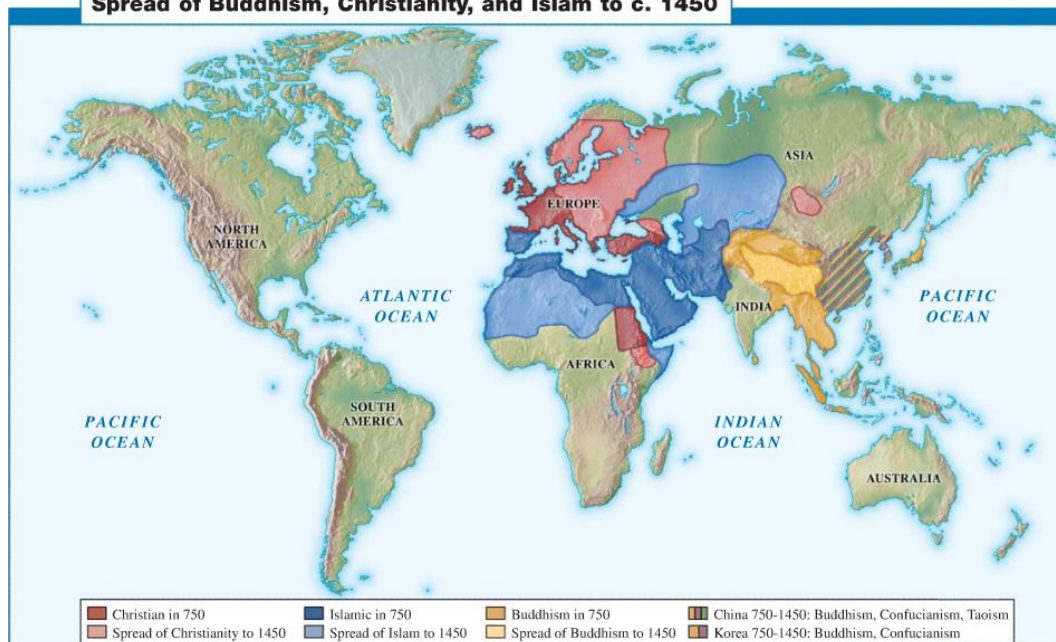 Spread of Buddhism, Christianity, and Islam to c. 1450
ASIA
EUROPE
NORTH
AMERICA
ATLANTIC
OCEAN
INDIA
PACIFIC
OCEAN
AFRICA
SOUTH
AMERICA
PACIFIC
OCEAN
INDIAN
OCEAN
AUSTRALIA
Christian in 750
Islamic in 750
Buddhism in 750
China 750-1450: Buddhism, Confucianism, Taoism
Spread of Christianity to 1450
Spread of Islam to 1450
Spread of Buddhism to 1450
Korea 750-1450: Buddhism, Confucianism